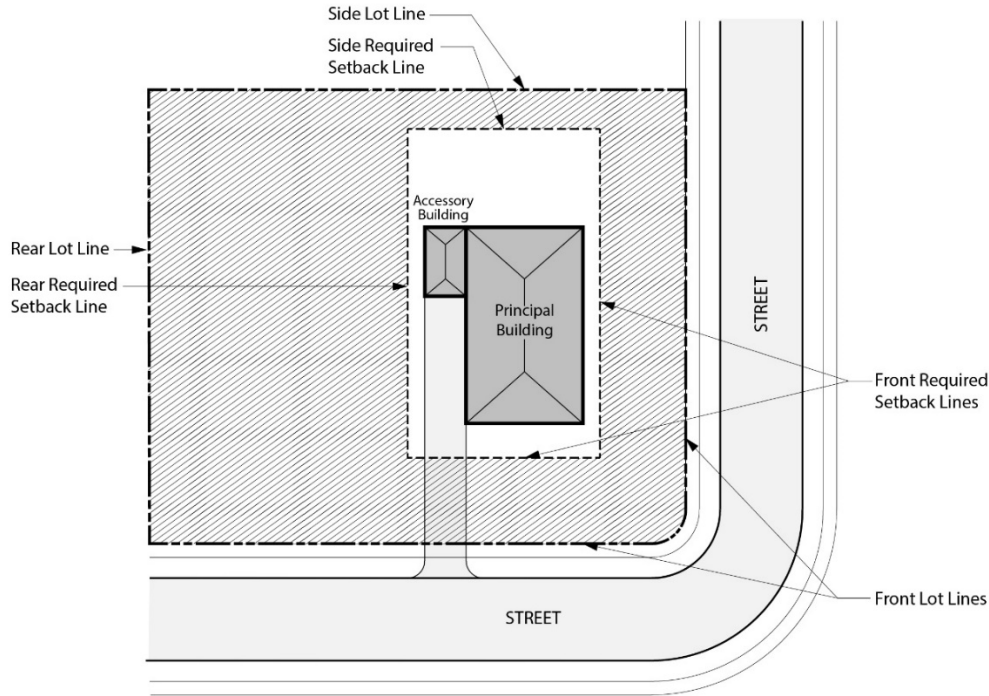 Side Lot Line
Side Required
Setback Line
Accessory
Building
Rear Lot Line
Rear Required
Setback Line
Principal
Building
STREET
Front Required
Setback Lines
Front Lot Lines
STREET